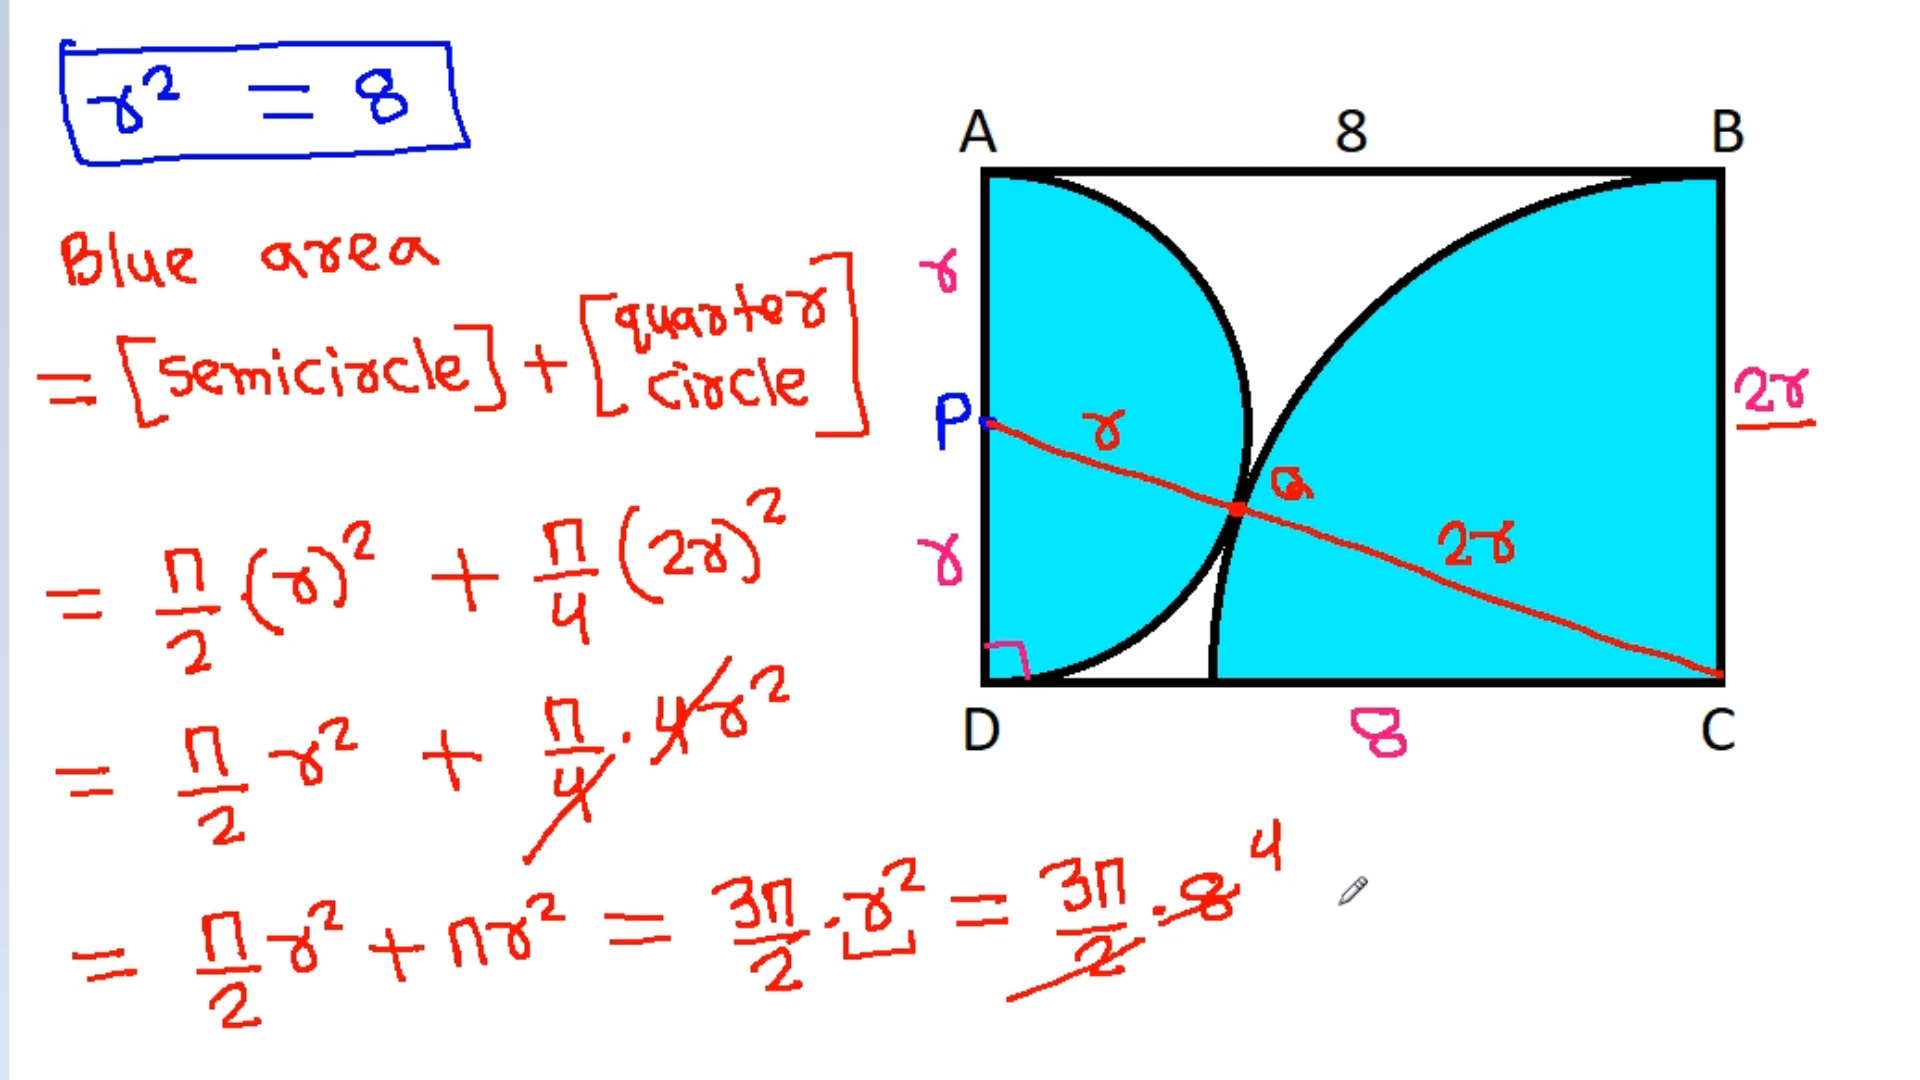 r² = 8
Blue area
= [semicircle] + [quarter circle]
= π/2 (r)² + π/4 (2r)²
= π/2 r² + π/4 · 4r²
= π/2 r² + πr² = 3π/2 · r² = 3π/2 · 8 4
A 8 B
r
P r Q 2r
r 2r
D 8 C